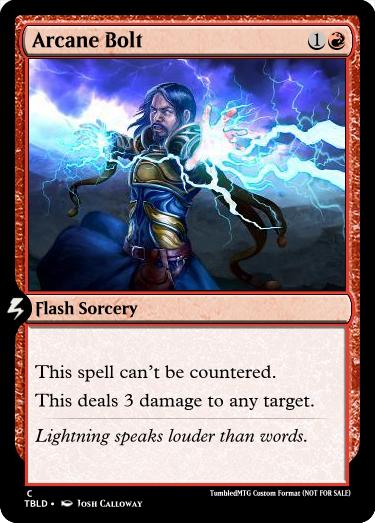 Arcane Bolt 1
Flash Sorcery
This spell can't be countered.
This deals 3 damage to any target.
Lightning speaks louder than words.
C
TumbledMTG Custom Format (NOT FOR SALE)
TBLD • Josh Calloway